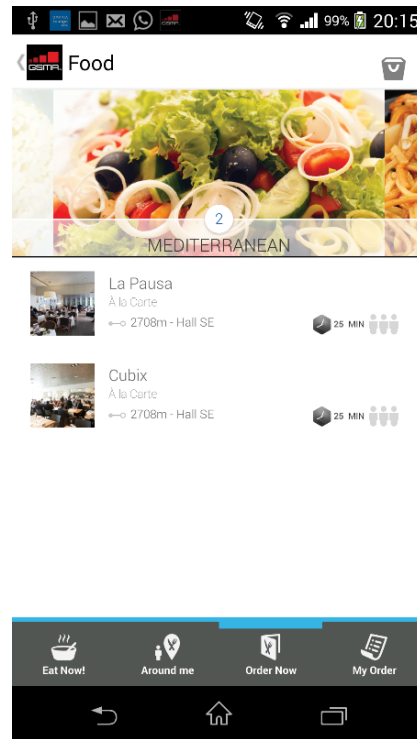 99% 20:15
GSMA. Food
2
MEDITERRANEAN
La Pausa
À la Carte
2708m - Hall SE
25 MIN
Cubix
À la Carte
2708m - Hall SE
25 MIN
Eat Now!
Around me
Order Now
My Order